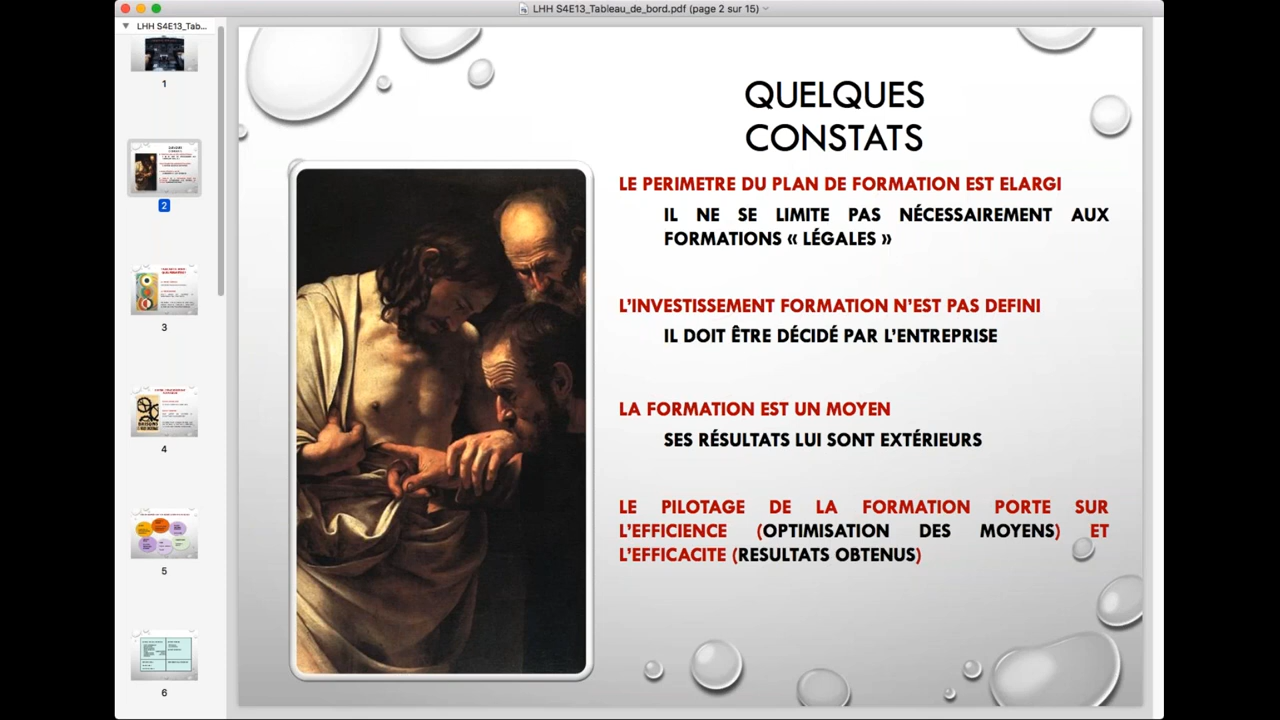 LHH S4E13_Tableau_de_bord.pdf (page 2 sur 15)
LHH S4E13_Tab...
1
2
3
4
5
6
QUELQUES
CONSTATS
LE PERIMETRE DU PLAN DE FORMATION EST ELARGI
IL NE SE LIMITE PAS NÉCESSAIREMENT AUX
FORMATIONS « LÉGALES »
L'INVESTISSEMENT FORMATION N'EST PAS DEFINI
IL DOIT ÊTRE DÉCIDÉ PAR L'ENTREPRISE
LA FORMATION EST UN MOYEN
SES RÉSULTATS LUI SONT EXTÉRIEURS
LE PILOTAGE DE LA FORMATION PORTE SUR
L'EFFICIENCE (OPTIMISATION DES MOYENS) ET
L'EFFICACITE (RESULTATS OBTENUS)